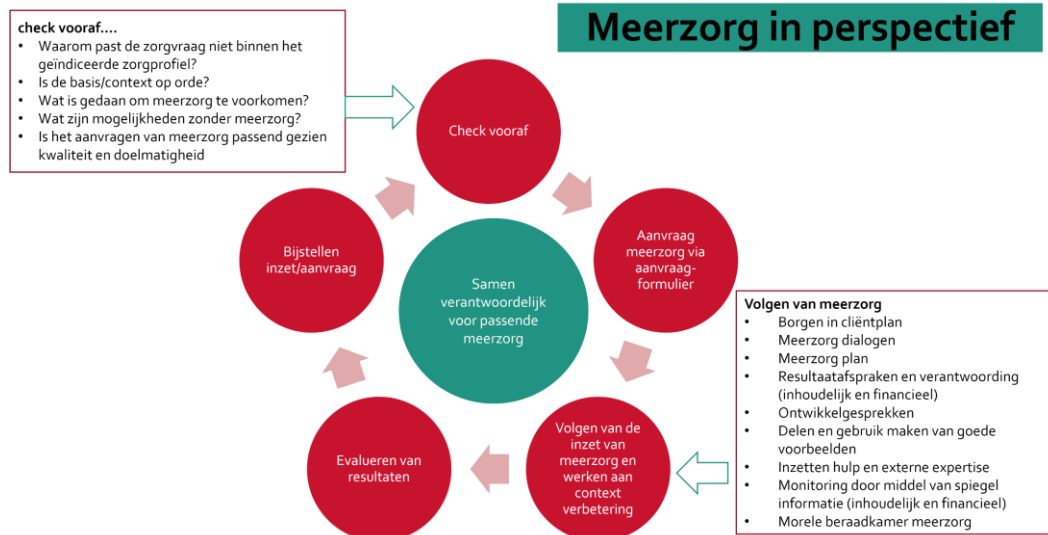 Meerzorg in perspectief
check vooraf....
• Waarom past de zorgvraag niet binnen het
geïndiceerde zorgprofiel?
• Is de basis/context op orde?
• Wat is gedaan om meerzorg te voorkomen?
• Wat zijn mogelijkheden zonder meerzorg?
• Is het aanvragen van meerzorg passend gezien
kwaliteit en doelmatigheid
Check vooraf
Aanvraag
meerzorg via
aanvraag-
formulier
Volgen van de
inzet van
meerzorg en
werken aan
context
verbetering
Evalueren van
resultaten
Bijstellen
inzet/aanvraag
Samen
verantwoordelijk
voor passende
meerzorg
Volgen van meerzorg
• Borgen in cliëntplan
• Meerzorg dialogen
• Meerzorg plan
• Resultaatafspraken en verantwoording
(inhoudelijk en financieel)
• Ontwikkelgesprekken
• Delen en gebruik maken van goede
voorbeelden
• Inzetten hulp en externe expertise
• Monitoring door middel van spiegel
informatie (inhoudelijk en financieel)
• Morele beraadkamer meerzorg